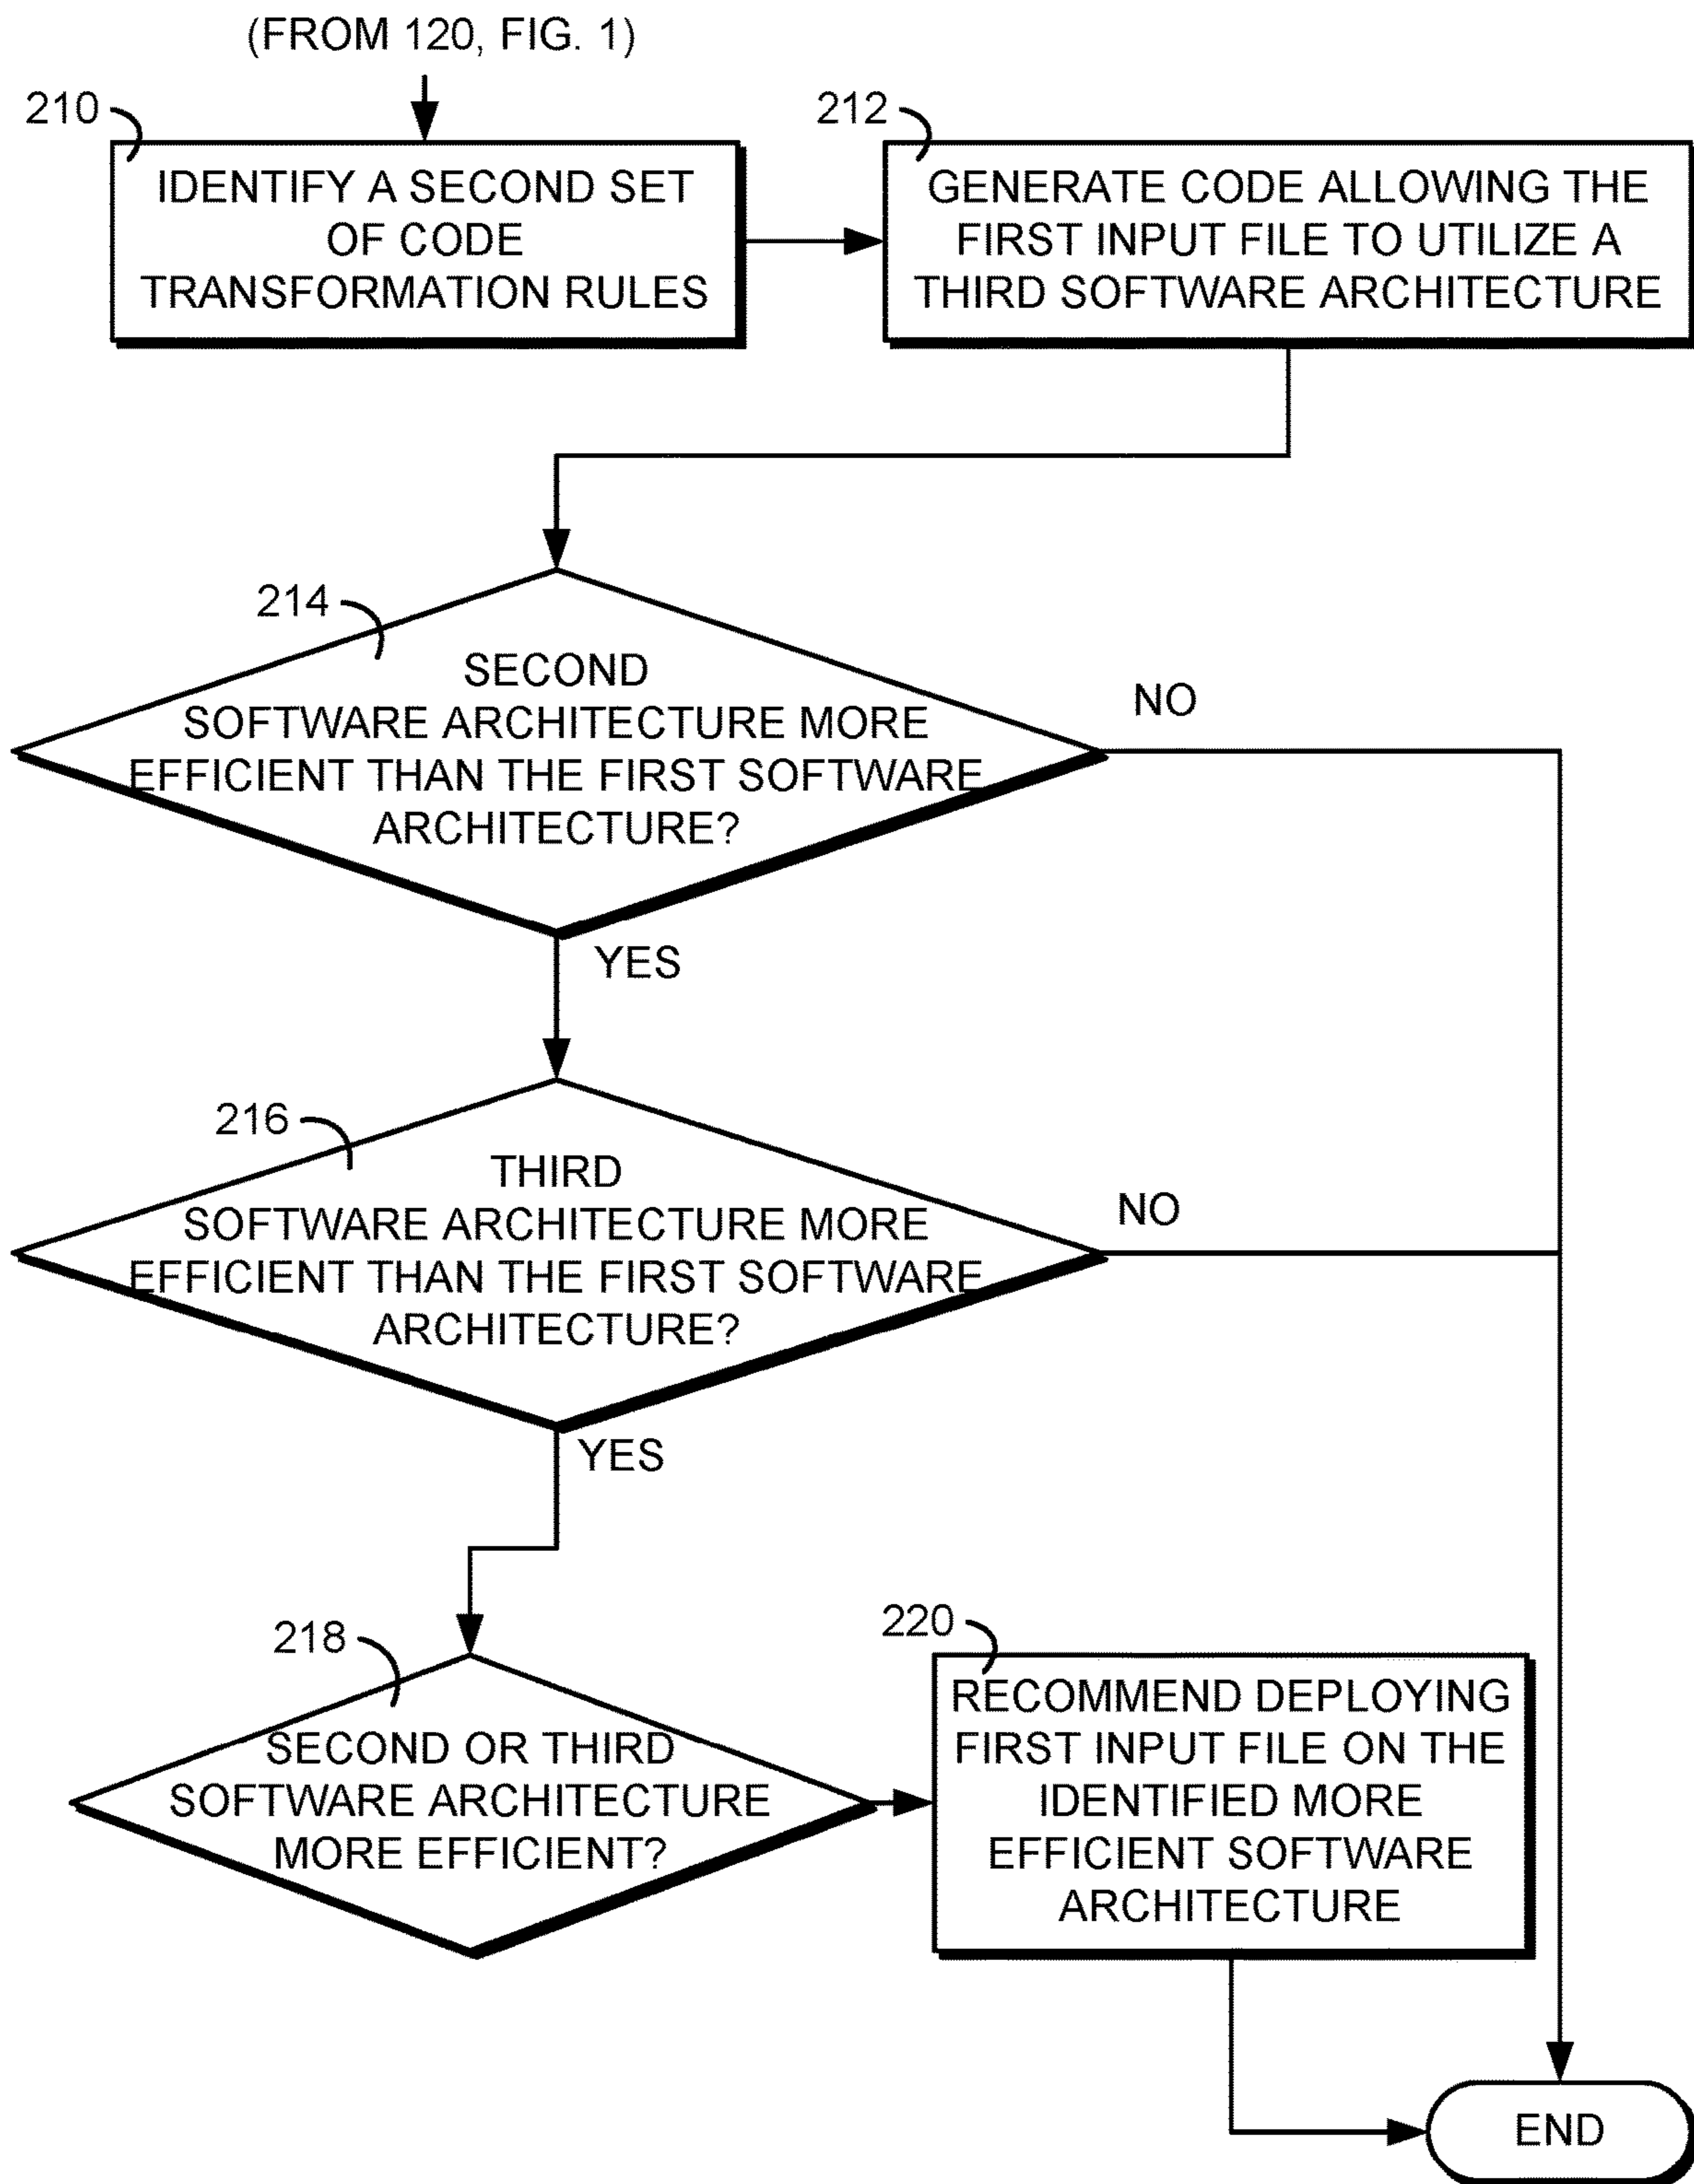 (FROM 120, FIG. 1)
210
IDENTIFY A SECOND SET
OF CODE
TRANSFORMATION RULES
212
GENERATE CODE ALLOWING THE
FIRST INPUT FILE TO UTILIZE A
THIRD SOFTWARE ARCHITECTURE
214
SECOND
SOFTWARE ARCHITECTURE MORE
EFFICIENT THAN THE FIRST SOFTWARE
ARCHITECTURE?
NO
YES
216
THIRD
SOFTWARE ARCHITECTURE MORE
EFFICIENT THAN THE FIRST SOFTWARE
ARCHITECTURE?
NO
YES
218
SECOND OR THIRD
SOFTWARE ARCHITECTURE
MORE EFFICIENT?
220
RECOMMEND DEPLOYING
FIRST INPUT FILE ON THE
IDENTIFIED MORE
EFFICIENT SOFTWARE
ARCHITECTURE
END